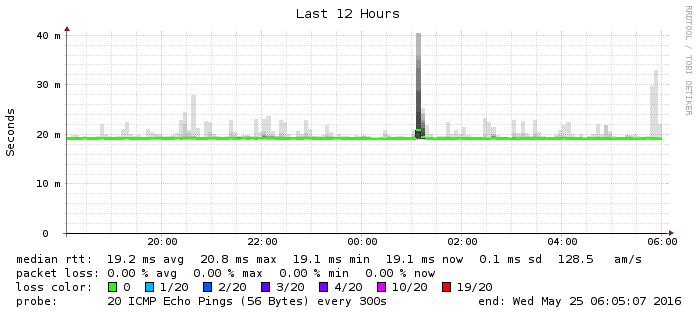 Last 12 Hours
RRDTOOL / TOBI OETIKER
Seconds
40 m
30 m
20 m
10 m
0
20:00 22:00 00:00 02:00 04:00 06:00
median rtt: 19.2 ms avg 20.8 ms max 19.1 ms min 19.1 ms now 0.1 ms sd 128.5 am/s
packet loss: 0.00 % avg 0.00 % max 0.00 % min 0.00 % now
loss color: 0 1/20 2/20 3/20 4/20 10/20 19/20
probe: 20 ICMP Echo Pings (56 Bytes) every 300s end: Wed May 25 06:05:07 2016